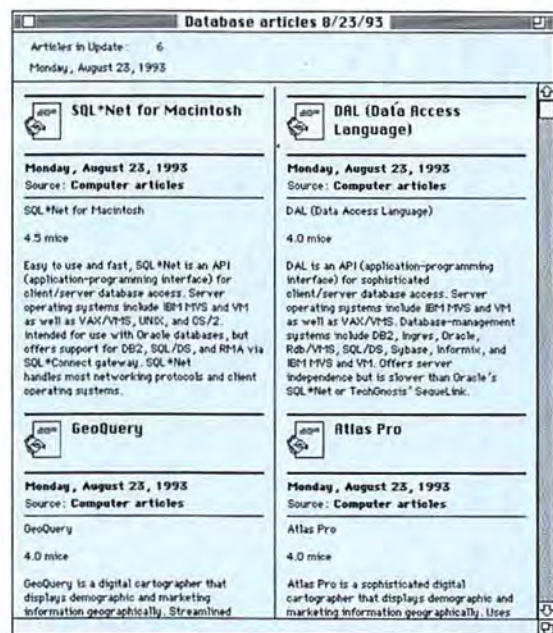 Database articles 8/23/93
Articles in Update: 6
Monday, August 23, 1993
SQL*Net for Macintosh
Monday, August 23, 1993
Source: Computer articles
SQL*Net for Macintosh
4.5 mice
Easy to use and fast, SQL*Net is an API
(application-programming interface) for
client/server database access. Server
operating systems include IBM MVS and VM
as well as VAX/VMS, UNIX, and OS/2.
Intended for use with Oracle databases, but
offers support for DB2, SQL/DS, and RMA via
SQL*Connect gateway. SQL*Net
handles most networking protocols and client
operating systems.
DAL (Data Access
Language)
Monday, August 23, 1993
Source: Computer articles
DAL (Data Access Language)
4.0 mice
DAL is an API (application-programming
interface) for sophisticated
client/server database access. Server
operating systems include IBM MVS and VM
as well as VAX/VMS. Database-management
systems include DB2, Ingres, Oracle,
Rdb/VMS, SQL/DS, Sybase, Informix, and
IBM MVS and VM. Offers server
independence but is slower than Oracle's
SQL*Net or TechGnosis' SequeLink.
GeoQuery
Monday, August 23, 1993
Source: Computer articles
GeoQuery
4.0 mice
GeoQuery is a digital cartographer that
displays demographic and marketing
information geographically. Streamlined
Atlas Pro
Monday, August 23, 1993
Source: Computer articles
Atlas Pro
4.0 mice
Atlas Pro is a sophisticated digital
cartographer that displays demographic and
marketing information geographically. Uses